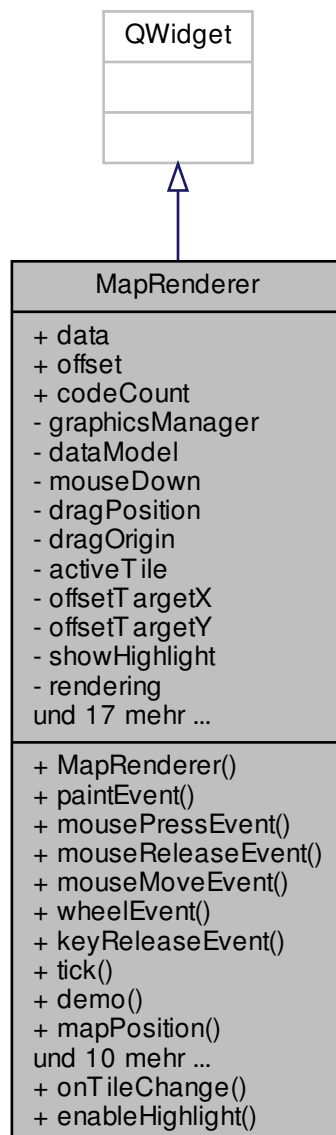 QWidget
MapRenderer
+ data
+ offset
+ codeCount
- graphicsManager
- dataModel
- mouseDown
- dragPosition
- dragOrigin
- activeTile
- offsetTargetX
- offsetTargetY
- showHighlight
- rendering
und 17 mehr ...
+ MapRenderer()
+ paintEvent()
+ mousePressEvent()
+ mouseReleaseEvent()
+ mouseMoveEvent()
+ wheelEvent()
+ keyReleaseEvent()
+ tick()
+ demo()
+ mapPosition()
und 10 mehr ...
+ onTileChange()
+ enableHighlight()